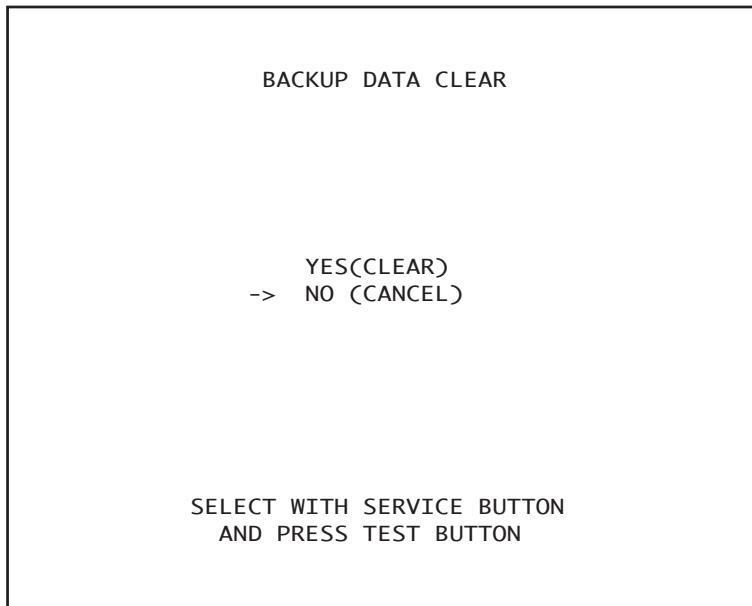 BACKUP DATA CLEAR
YES(CLEAR)
-> NO (CANCEL)
SELECT WITH SERVICE BUTTON
AND PRESS TEST BUTTON